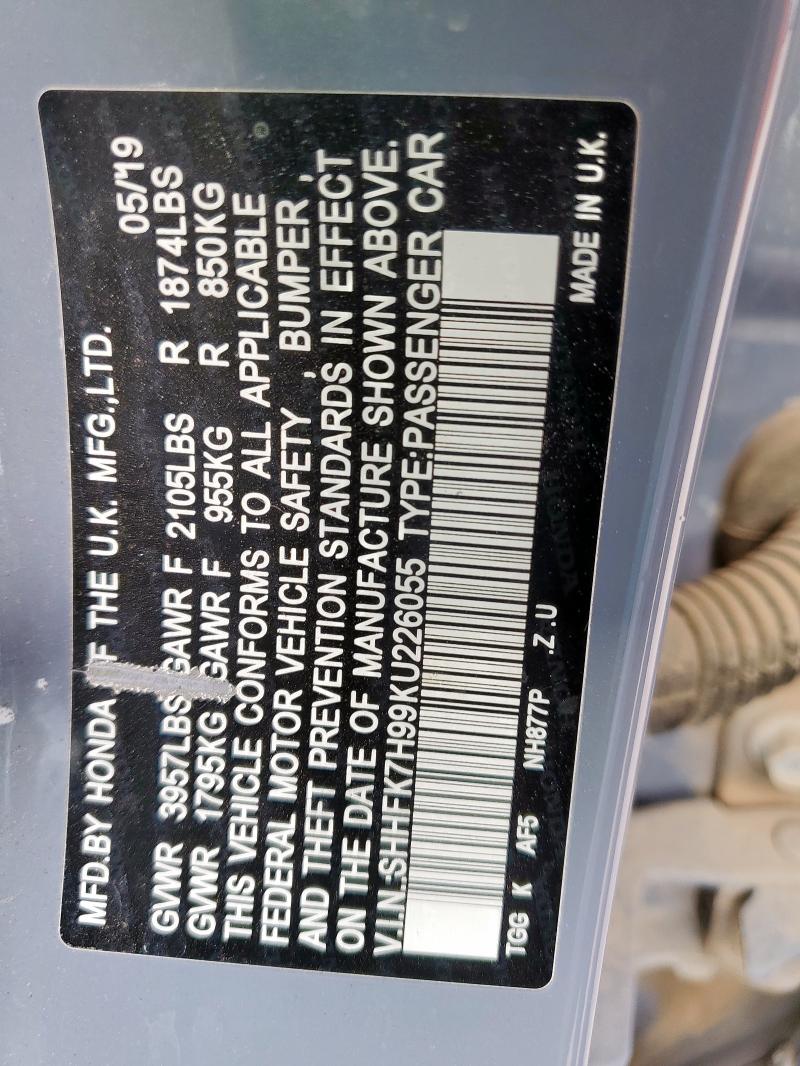 MFD.BY HONDA OF THE U.K. MFG.,LTD.
05/19
GVWR 3957LBS GAWR F 2105LBS R 1874LBS
GVWR 1795KG GAWR F 955KG R 850KG
THIS VEHICLE CONFORMS TO ALL APPLICABLE
FEDERAL MOTOR VEHICLE SAFETY , BUMPER ,
AND THEFT PREVENTION STANDARDS IN EFFECT
ON THE DATE OF MANUFACTURE SHOWN ABOVE.
V.I.N.:SHHFK7H99KU226055 TYPE:PASSENGER CAR
TGG K AF5 NH877P .Z.U
MADE IN U.K.